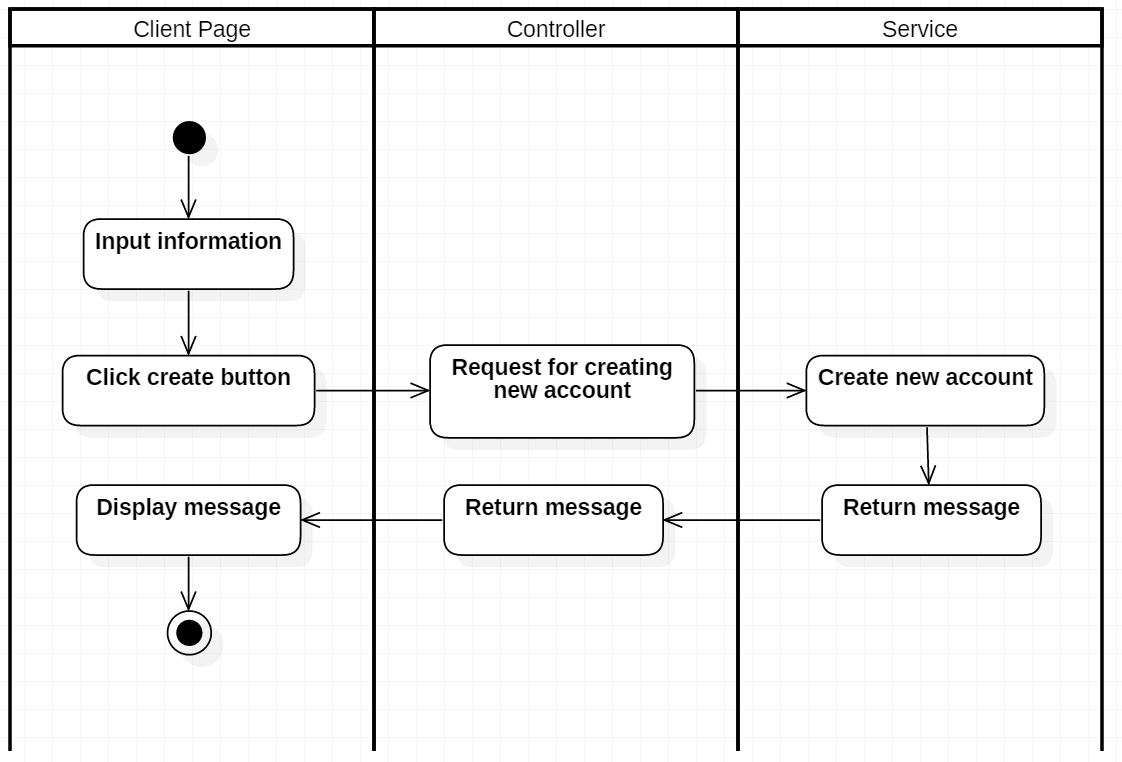 Client Page
Controller
Service
Input information
Click create button
Request for creating
new account
Create new account
Display message
Return message
Return message